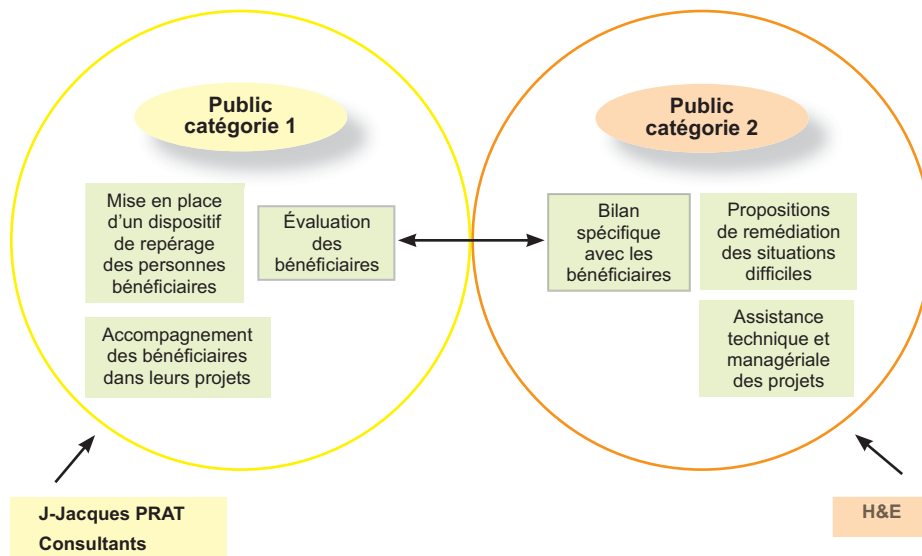 Public
catégorie 1
Mise en place
d'un dispositif
de repérage
des personnes
bénéficiaires
Évaluation
des
bénéficiaires
Accompagnement
des bénéficiaires
dans leurs projets
J-Jacques PRAT
Consultants
Public
catégorie 2
Bilan
spécifique
avec les
bénéficiaires
Propositions
de remédiation
des situations
difficiles
Assistance
technique et
managériale
des projets
H&E